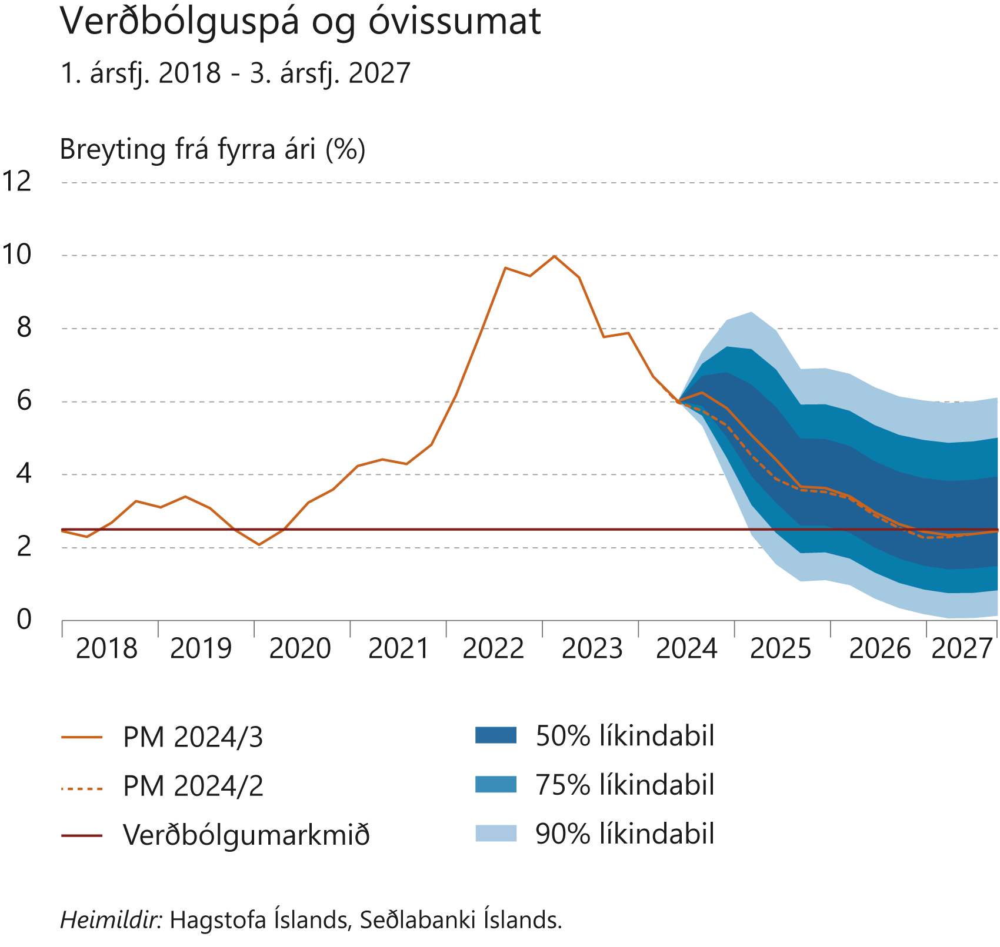 Verðbólguspá og óvissumat
1. ársfj. 2018 - 3. ársfj. 2027
Breyting frá fyrra ári (%)
12
10
8
6
4
2
0
2018 2019 2020 2021 2022 2023 2024 2025 2026 2027
PM 2024/3
PM 2024/2
Verðbólgumarkmið
50% líkindabil
75% líkindabil
90% líkindabil
Heimildir: Hagstofa Íslands, Seðlabanki Íslands.